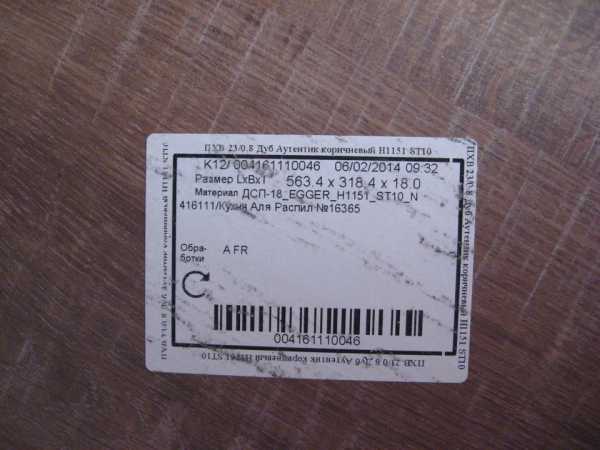 ПХВ 23/0.8 Дуб Аутентик коричневый H1151 ST10
K12/ 004161110046 06/02/2014 09:32
Размер LxBxT 563.4 x 318.4 x 18.0
Материал ДСП-18_EGGER_H1151_ST10_N
416111/Кухня Аля Распил №16365
Обра-
ботки
A FR
004161110046
ПХВ 23/0.8 Дуб Аутентик коричневый H1151 ST10
ПХВ 23/0.8 Дуб Аутентик коричневый H1151 ST10
ПХВ 23/0.8 Дуб Аутентик коричневый H1151 ST10